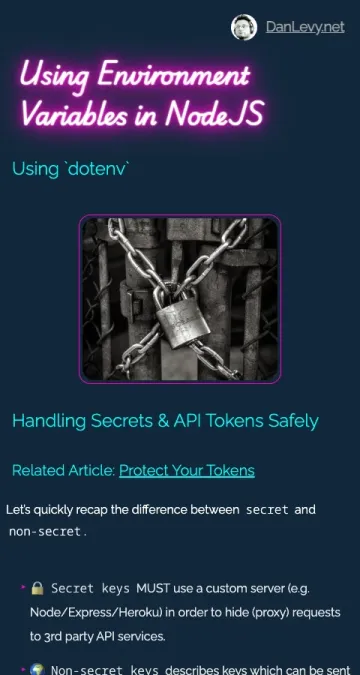 DanLevy.net
Using Environment
Variables in NodeJS
Using `dotenv`
Handling Secrets & API Tokens Safely
Related Article: Protect Your Tokens
Let's quickly recap the difference between secret and
non-secret.
🔒 Secret keys MUST use a custom server (e.g.
Node/Express/Heroku) in order to hide (proxy) requests
to 3rd party API services.
🌍 Non-secret keys describes keys which can be sent